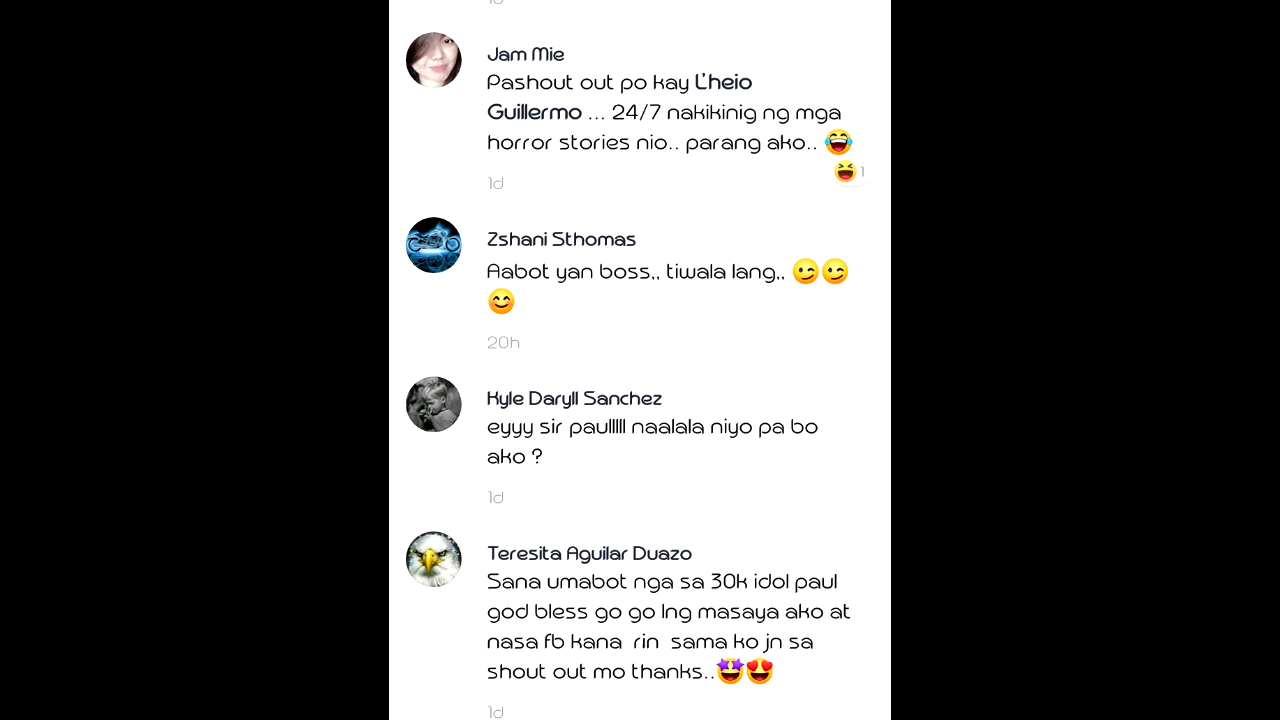 Jam Mie
Pashout out po kay L'heio
Guillermo ... 24/7 nakikinig ng mga
horror stories nio.. parang ako.. 😂
😆 1
1d
Zshani Sthomas
Aabot yan boss,, tiwala lang,, 😉😉
😊
20h
Kyle Daryll Sanchez
eyyy sir paulllll naalala niyo pa bo
ako ?
1d
Teresita Aguilar Duazo
Sana umabot nga sa 30k idol paul
god bless go go lng masaya ako at
nasa fb kana  rin  sama ko jn sa
shout out mo thanks..🤩😍
1d